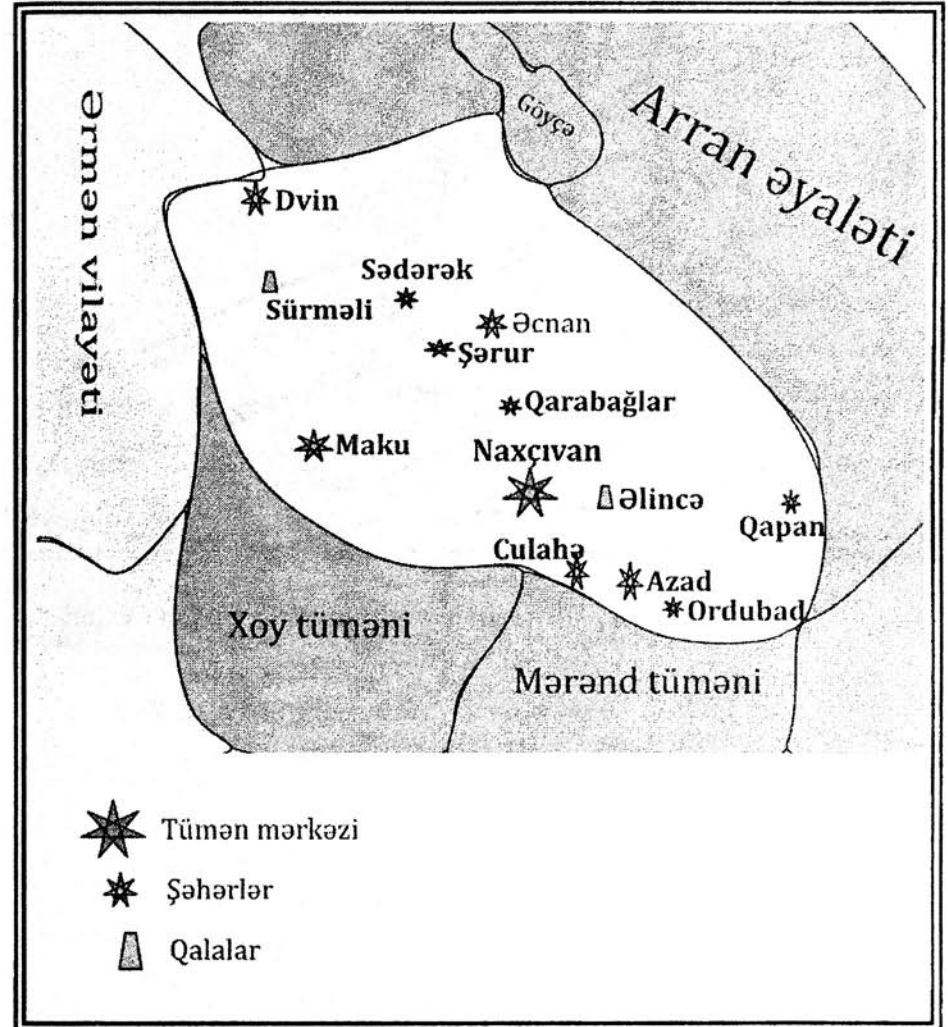 Ərmən vilayəti
Göyçə
Arran əyaləti
Dvin
Sədərək
Sürməli
Əcnan
Şərur
Qarabağlar
Maku
Naxçıvan
Əlincə
Qapan
Culahə
Azad
Ordubad
Xoy tüməni
Mərənd tüməni
Tümən mərkəzi
Şəhərlər
Qalalar